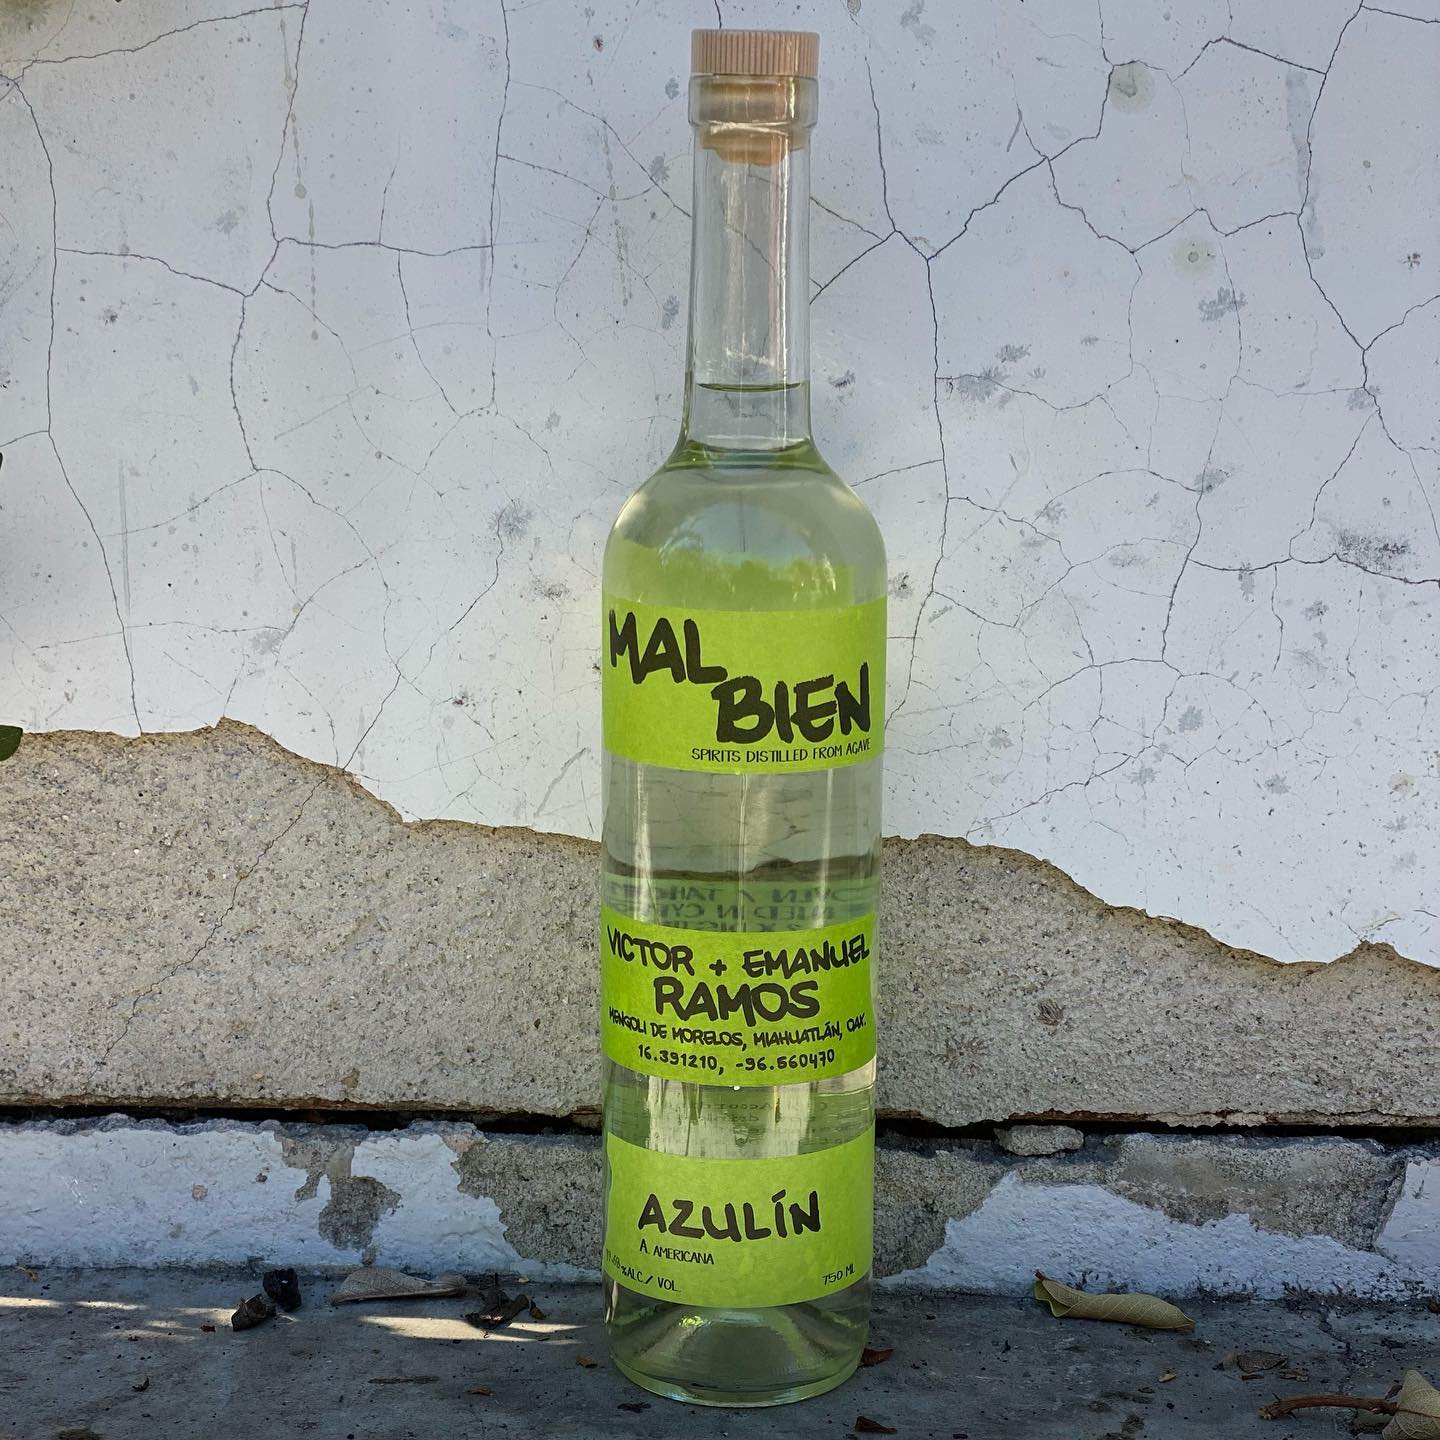 MAL
BIEN
SPIRITS DISTILLED FROM AGAVE
VICTOR + EMANUEL
RAMOS
MENGOLI DE MORELOS, MIAHUATLÁN, OAX.
16.391210, -96.560470
AZULÍN
A. AMERICANA
%ALC./ VOL.
750 ML